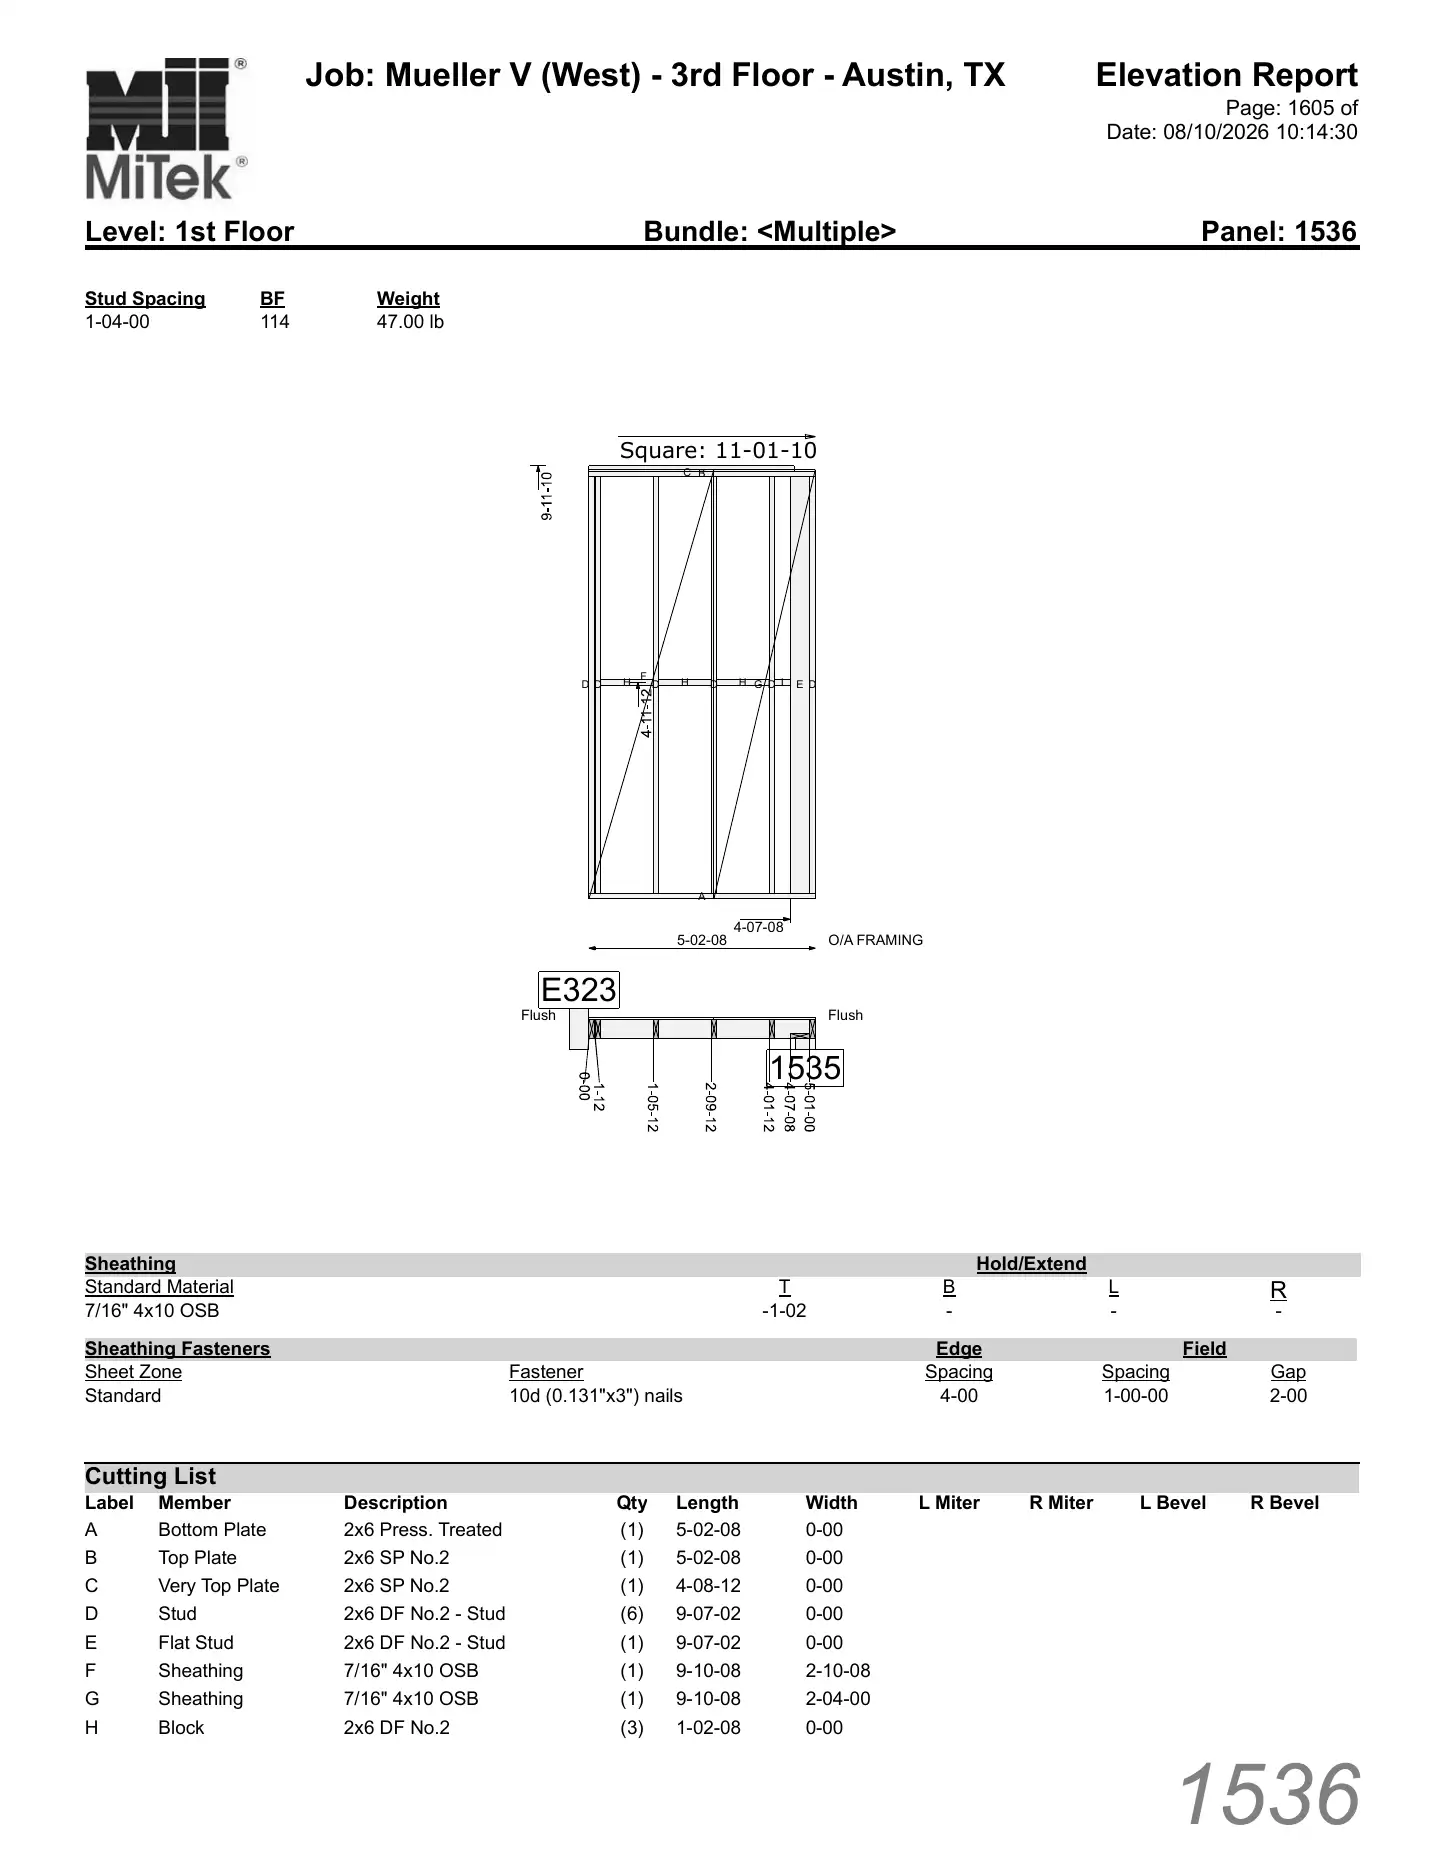 Job: Mueller V (West) - 3rd Floor - Austin, TX
Elevation Report
Page: 1605 of
Date: 08/10/2026 10:14:30
MiTek®
Level: 1st Floor Bundle: <Multiple> Panel: 1536
Stud Spacing BF Weight
1-04-00 114 47.00 lb
Square: 11-01-10
C B
9-11-10
D D H F D H D H G D I E D
4-11-12
A
4-07-08
5-02-08 O/A FRAMING
E323
Flush Flush
1535
0-00 1-12 1-05-12 2-09-12 4-01-12 4-07-08 5-01-00
Sheathing Hold/Extend
Standard Material T B L R
7/16" 4x10 OSB -1-02 - - -
Sheathing Fasteners Edge Field
Sheet Zone Fastener Spacing Spacing Gap
Standard 10d (0.131"x3") nails 4-00 1-00-00 2-00
Cutting List
Label Member Description Qty Length Width L Miter R Miter L Bevel R Bevel
A Bottom Plate 2x6 Press. Treated (1) 5-02-08 0-00
B Top Plate 2x6 SP No.2 (1) 5-02-08 0-00
C Very Top Plate 2x6 SP No.2 (1) 4-08-12 0-00
D Stud 2x6 DF No.2 - Stud (6) 9-07-02 0-00
E Flat Stud 2x6 DF No.2 - Stud (1) 9-07-02 0-00
F Sheathing 7/16" 4x10 OSB (1) 9-10-08 2-10-08
G Sheathing 7/16" 4x10 OSB (1) 9-10-08 2-04-00
H Block 2x6 DF No.2 (3) 1-02-08 0-00
1536